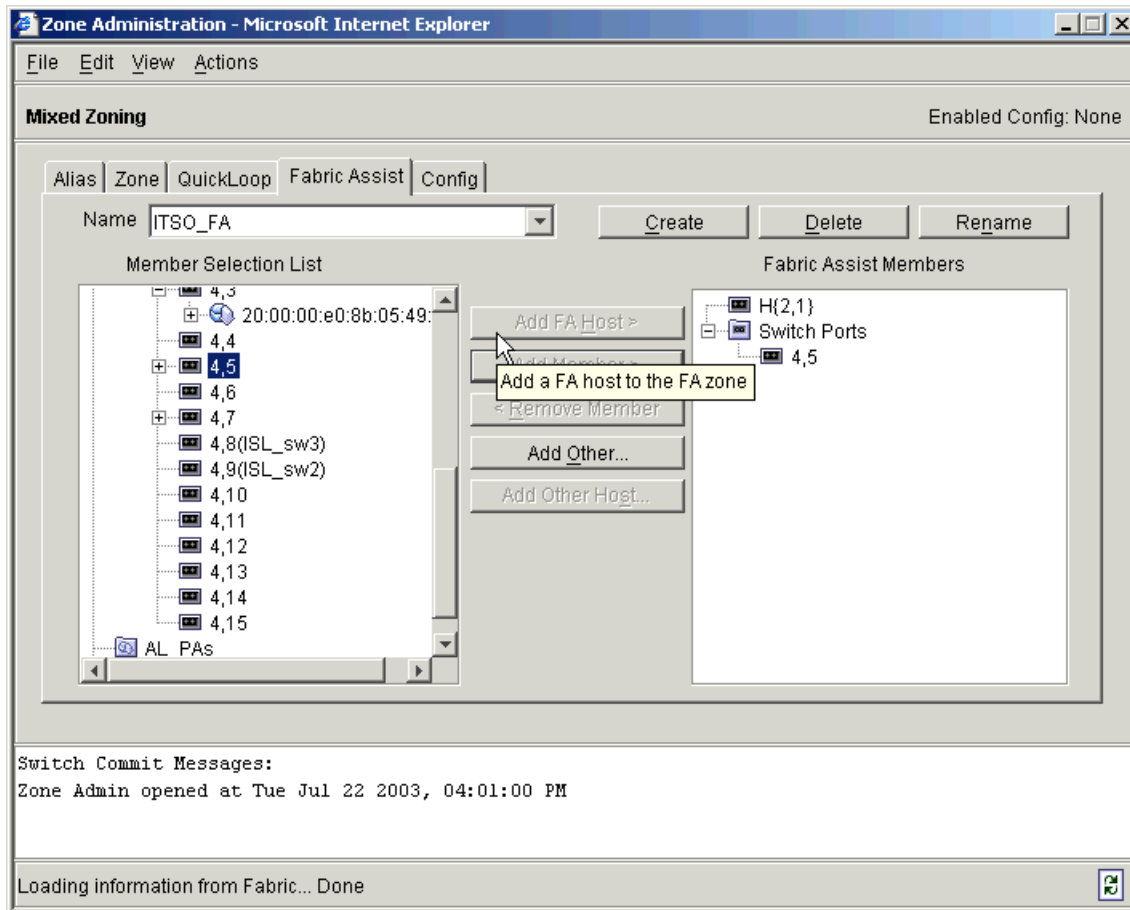 Zone Administration - Microsoft Internet Explorer
File Edit View Actions
Mixed Zoning
Enabled Config: None
Alias Zone QuickLoop Fabric Assist Config
Name ITSO_FA
Create Delete Rename
Member Selection List
Fabric Assist Members
4,3
20:00:00:e0:8b:05:49:
4,4
4,5
4,6
4,7
4,8(ISL_sw3)
4,9(ISL_sw2)
4,10
4,11
4,12
4,13
4,14
4,15
AL_PAs
Add FA Host >
Add Member >
Add a FA host to the FA zone
< Remove Member
Add Other...
Add Other Host...
H{2,1}
Switch Ports
4,5
Switch Commit Messages:
Zone Admin opened at Tue Jul 22 2003, 04:01:00 PM
Loading information from Fabric... Done